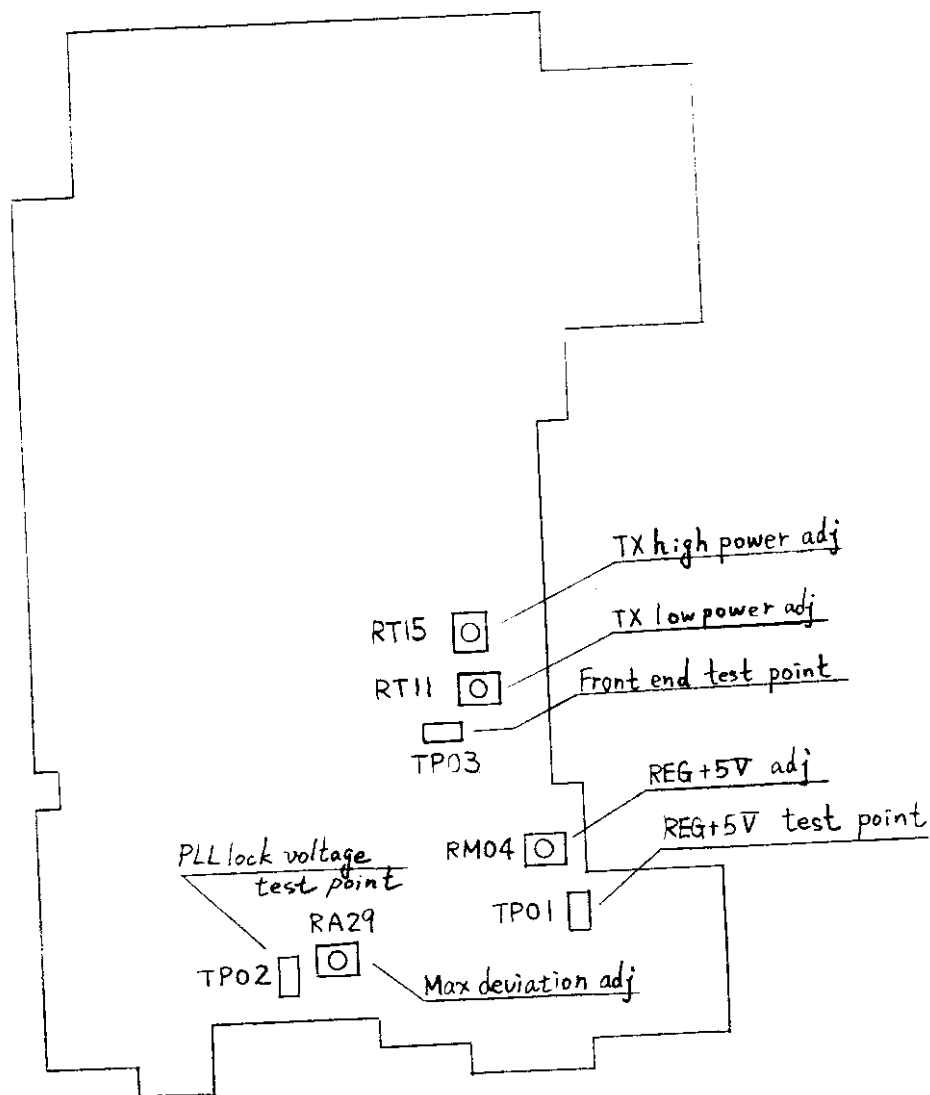 TX high power adj
RT15
TX low power adj
RT11
Front end test point
TP03
REG+5V adj
RM04
REG+5V test point
PLL lock voltage
test point
TP01
RA29
TP02
Max deviation adj